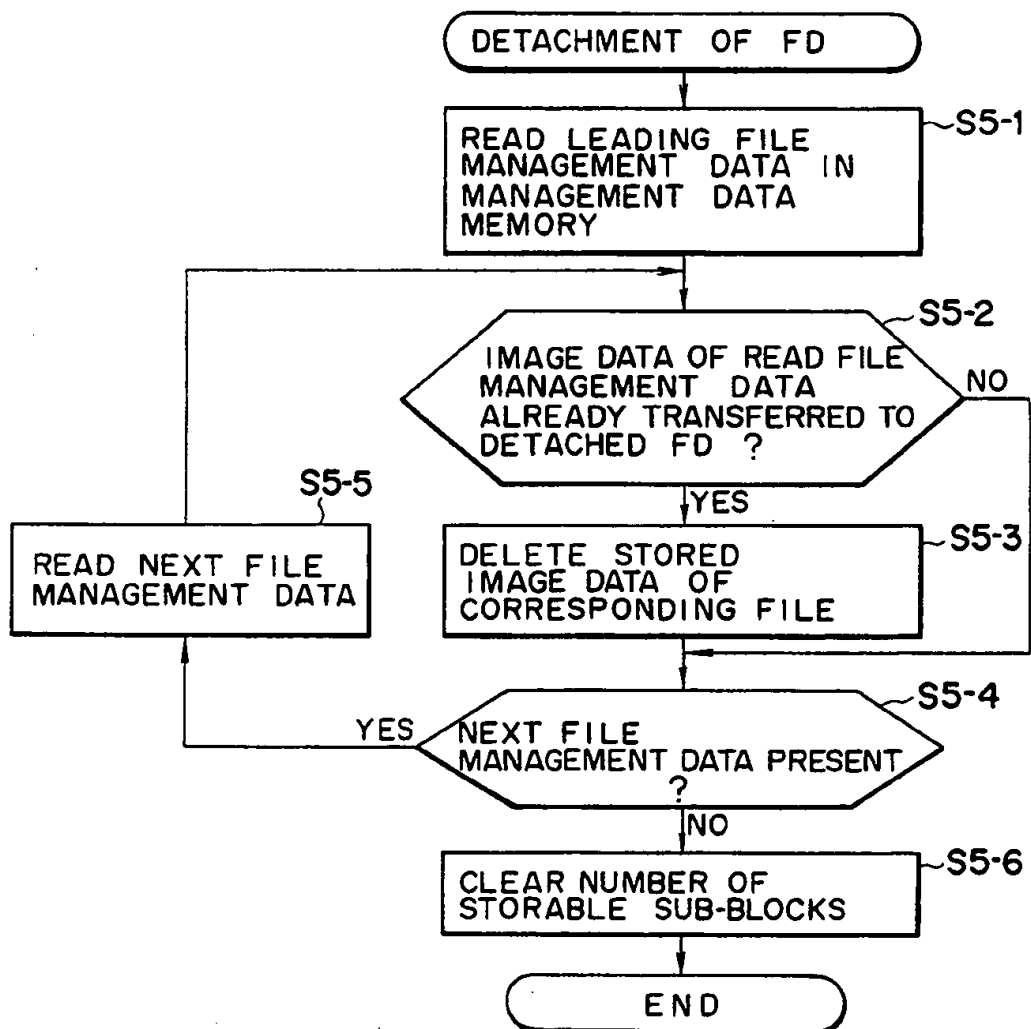 DETACHMENT OF FD
S5-1
READ LEADING FILE
MANAGEMENT DATA IN
MANAGEMENT DATA
MEMORY
S5-2
IMAGE DATA OF READ FILE
MANAGEMENT DATA
ALREADY TRANSFERRED TO
DETACHED FD ?
NO
YES
S5-5
READ NEXT FILE
MANAGEMENT DATA
S5-3
DELETE STORED
IMAGE DATA OF
CORRESPONDING FILE
S5-4
YES
NEXT FILE
MANAGEMENT DATA PRESENT
?
NO
S5-6
CLEAR NUMBER OF
STORABLE SUB-BLOCKS
END